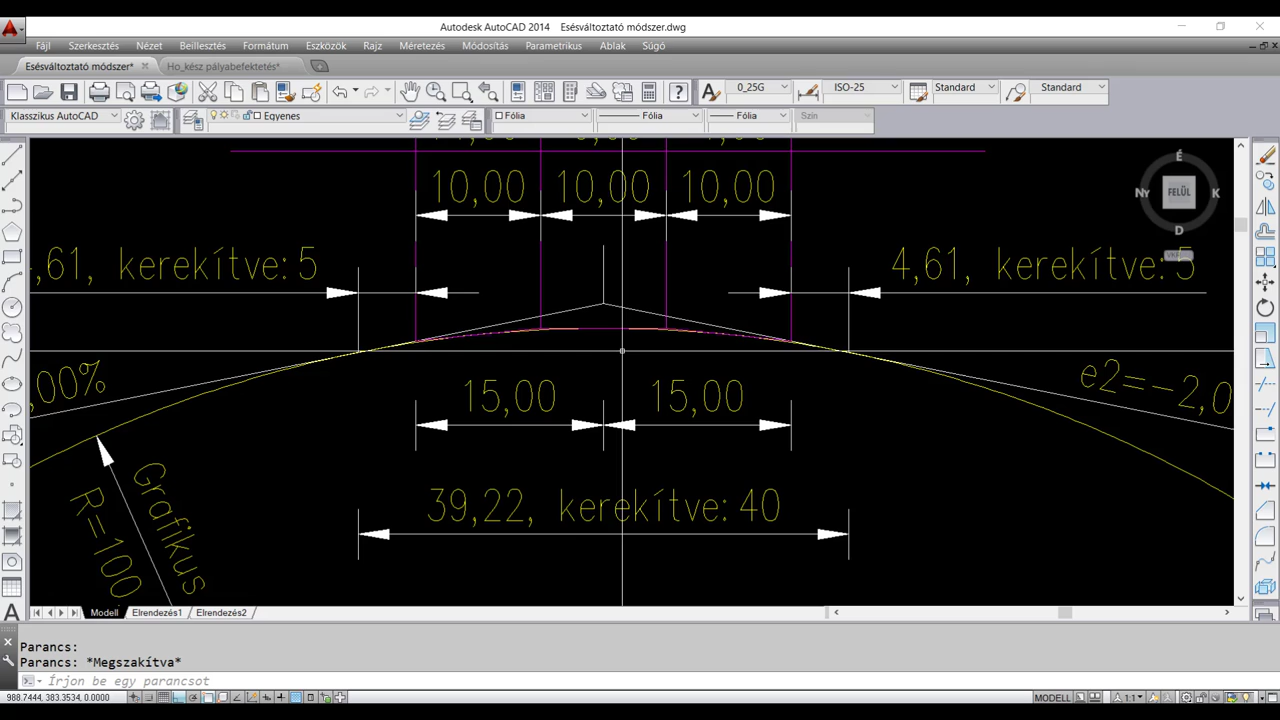 Autodesk AutoCAD 2014 Esésváltoztató módszer.dwg
Fájl Szerkesztés Nézet Beillesztés Formátum Eszközök Rajz Méretezés Módosítás Parametrikus Ablak Súgó
Esésváltoztató módszer* Ho_kész pályabefektetés*
0_25G ISO-25 Standard Standard
Klasszikus AutoCAD Egyenes Fólia Fólia Fólia Szín
É
NY FELÜL K
D
10,00 10,00 10,00
,61, kerekítve: 5 4,61, kerekítve: 5
,00% e2=-2,0
15,00 15,00
39,22, kerekítve: 40
Grafikus
R=100
Modell Elrendezés1 Elrendezés2
Parancs:
Parancs: *Megszakítva*
Írjon be egy parancsot
988.7444, 383.3534, 0.0000 MODELL 1:1